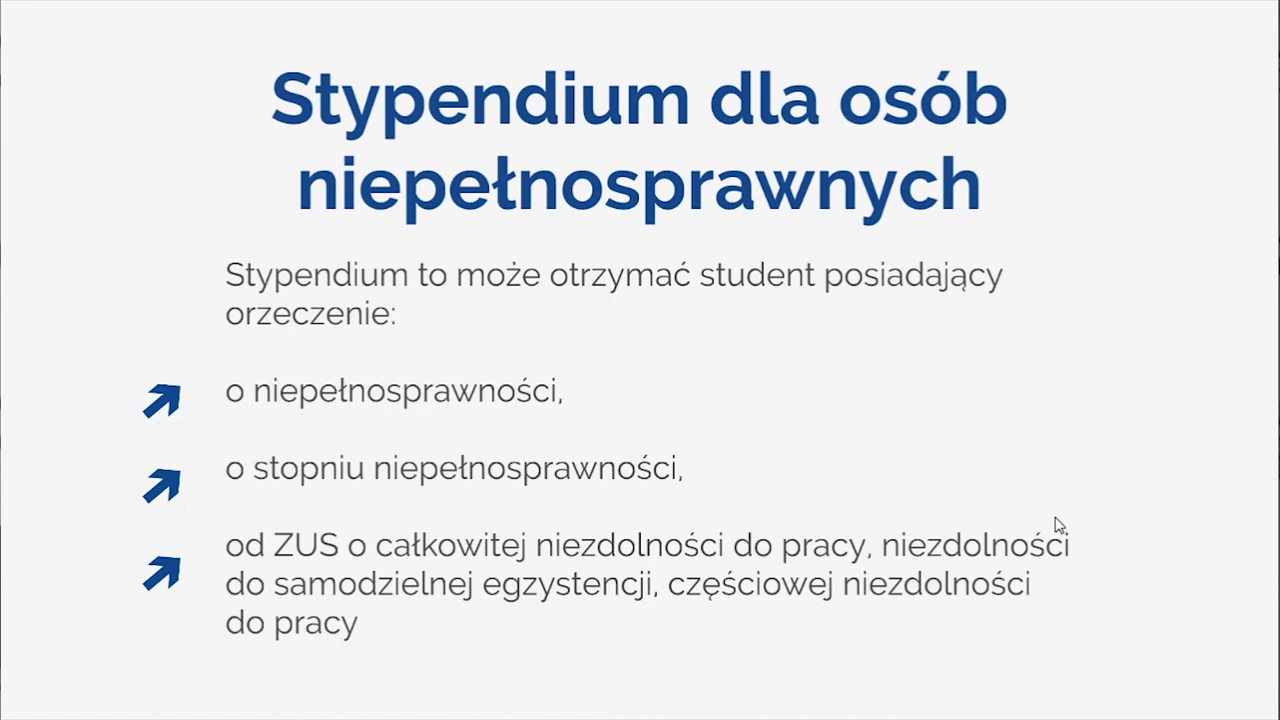 Stypendium dla osób
niepełnosprawnych
Stypendium to może otrzymać student posiadający
orzeczenie:
o niepełnosprawności,
o stopniu niepełnosprawności,
od ZUS o całkowitej niezdolności do pracy, niezdolności
do samodzielnej egzystencji, częściowej niezdolności
do pracy